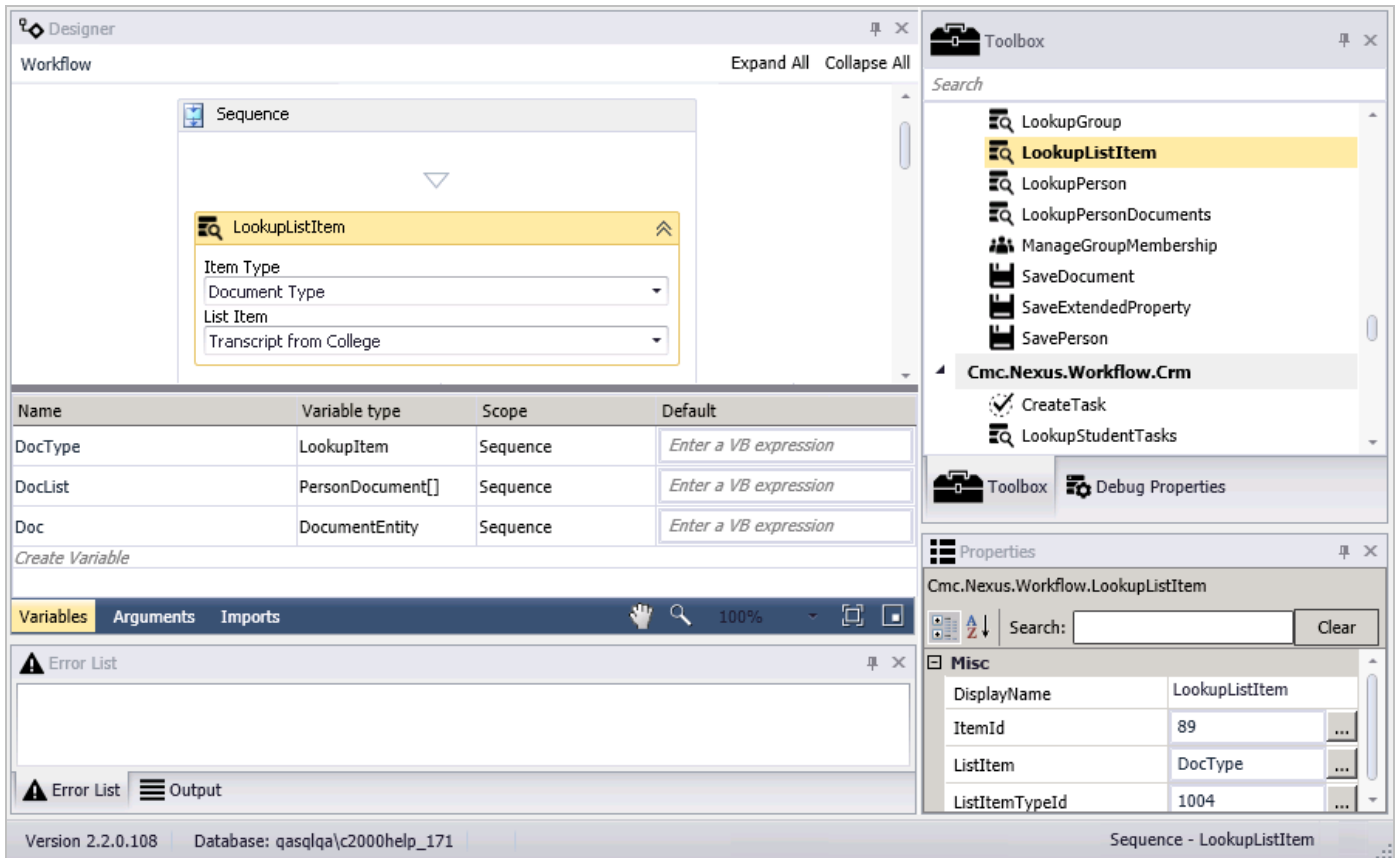 Designer
Workflow
Expand All Collapse All
Sequence
LookupListItem
Item Type
Document Type
List Item
Transcript from College
Name Variable type Scope Default
DocType LookupItem Sequence Enter a VB expression
DocList PersonDocument[] Sequence Enter a VB expression
Doc DocumentEntity Sequence Enter a VB expression
Create Variable
Variables Arguments Imports 100%
Error List
Error List Output
Toolbox
Search
LookupGroup
LookupListItem
LookupPerson
LookupPersonDocuments
ManageGroupMembership
SaveDocument
SaveExtendedProperty
SavePerson
Cmc.Nexus.Workflow.Crm
CreateTask
LookupStudentTasks
Toolbox Debug Properties
Properties
Cmc.Nexus.Workflow.LookupListItem
Search: Clear
Misc
DisplayName LookupListItem
ItemId 89 ...
ListItem DocType ...
ListItemTypeId 1004 ...
Version 2.2.0.108 Database: qasqlqa\c2000help_171 Sequence - LookupListItem